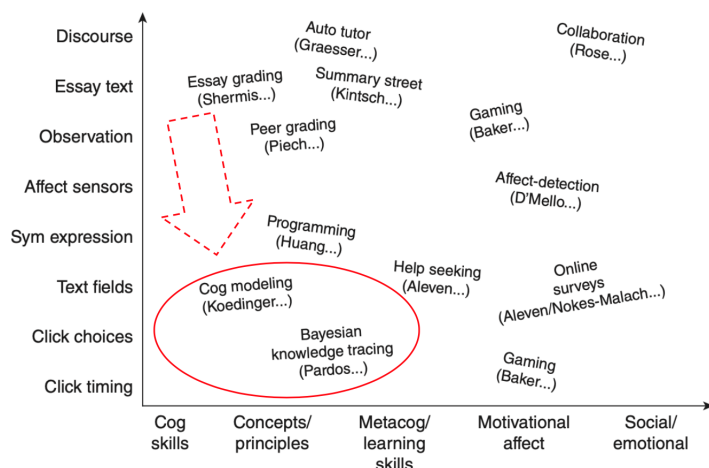 Discourse
Auto tutor
(Graesser...)
Collaboration
(Rose...)
Essay text
Essay grading
(Shermis...)
Summary street
(Kintsch...)
Observation
Peer grading
(Piech...)
Gaming
(Baker...)
Affect sensors
Affect-detection
(D'Mello...)
Sym expression
Programming
(Huang...)
Text fields
Cog modeling
(Koedinger...)
Help seeking
(Aleven...)
Online
surveys
(Aleven/Nokes-Malach...)
Click choices
Bayesian
knowledge tracing
(Pardos...)
Click timing
Gaming
(Baker...)
Cog
skills
Concepts/
principles
Metacog/
learning
skills
Motivational
affect
Social/
emotional